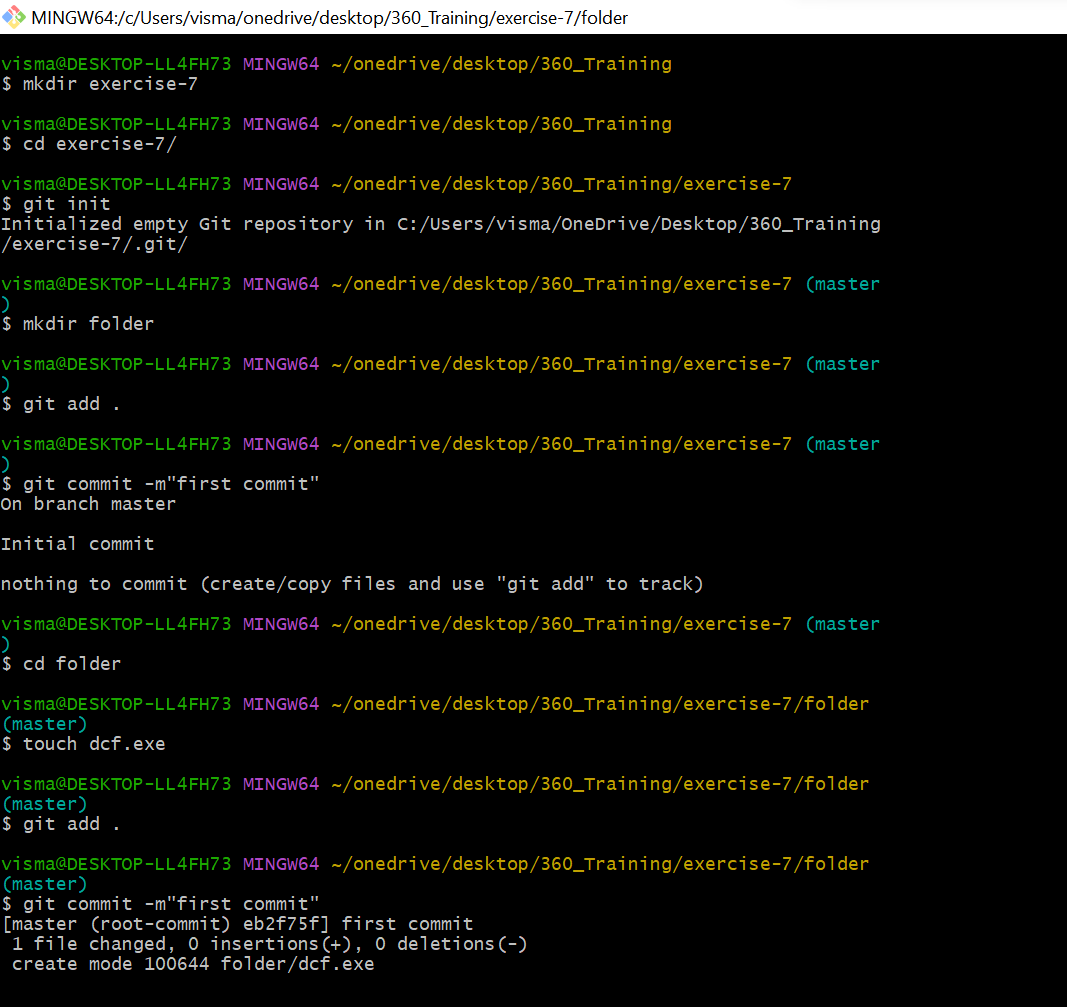 MINGW64:/c/Users/visma/onedrive/desktop/360_Training/exercise-7/folder
visma@DESKTOP-LL4FH73 MINGW64 ~/onedrive/desktop/360_Training
$ mkdir exercise-7
visma@DESKTOP-LL4FH73 MINGW64 ~/onedrive/desktop/360_Training
$ cd exercise-7/
visma@DESKTOP-LL4FH73 MINGW64 ~/onedrive/desktop/360_Training/exercise-7
$ git init
Initialized empty Git repository in C:/Users/visma/OneDrive/Desktop/360_Training
/exercise-7/.git/
visma@DESKTOP-LL4FH73 MINGW64 ~/onedrive/desktop/360_Training/exercise-7 (master
)
$ mkdir folder
visma@DESKTOP-LL4FH73 MINGW64 ~/onedrive/desktop/360_Training/exercise-7 (master
)
$ git add .
visma@DESKTOP-LL4FH73 MINGW64 ~/onedrive/desktop/360_Training/exercise-7 (master
)
$ git commit -m"first commit"
On branch master
Initial commit
nothing to commit (create/copy files and use "git add" to track)
visma@DESKTOP-LL4FH73 MINGW64 ~/onedrive/desktop/360_Training/exercise-7 (master
)
$ cd folder
visma@DESKTOP-LL4FH73 MINGW64 ~/onedrive/desktop/360_Training/exercise-7/folder
(master)
$ touch dcf.exe
visma@DESKTOP-LL4FH73 MINGW64 ~/onedrive/desktop/360_Training/exercise-7/folder
(master)
$ git add .
visma@DESKTOP-LL4FH73 MINGW64 ~/onedrive/desktop/360_Training/exercise-7/folder
(master)
$ git commit -m"first commit"
[master (root-commit) eb2f75f] first commit
 1 file changed, 0 insertions(+), 0 deletions(-)
 create mode 100644 folder/dcf.exe